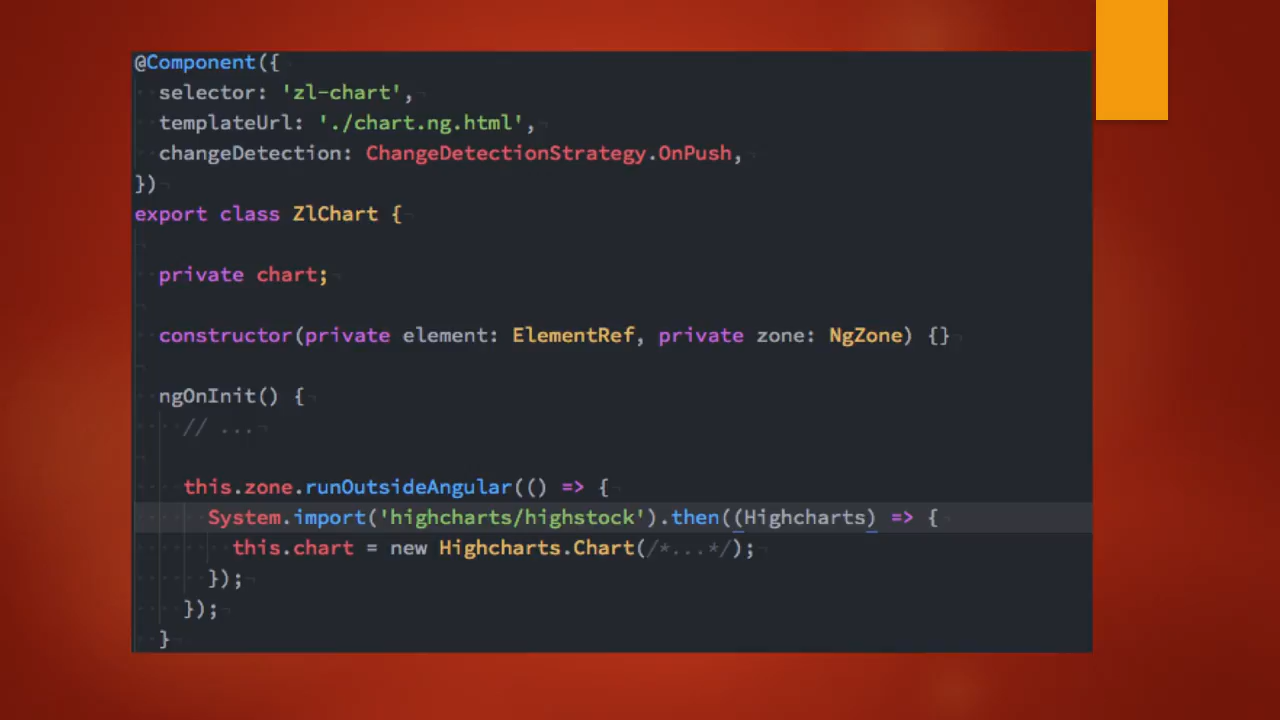 @Component({
selector: 'zl-chart',
templateUrl: './chart.ng.html',
changeDetection: ChangeDetectionStrategy.OnPush,
})
export class ZlChart {
private chart;
constructor(private element: ElementRef, private zone: NgZone) {}
ngOnInit() {
// ...
this.zone.runOutsideAngular(() => {
System.import('highcharts/highstock').then((Highcharts) => {
this.chart = new Highcharts.Chart(/*...*/);
});
});
}